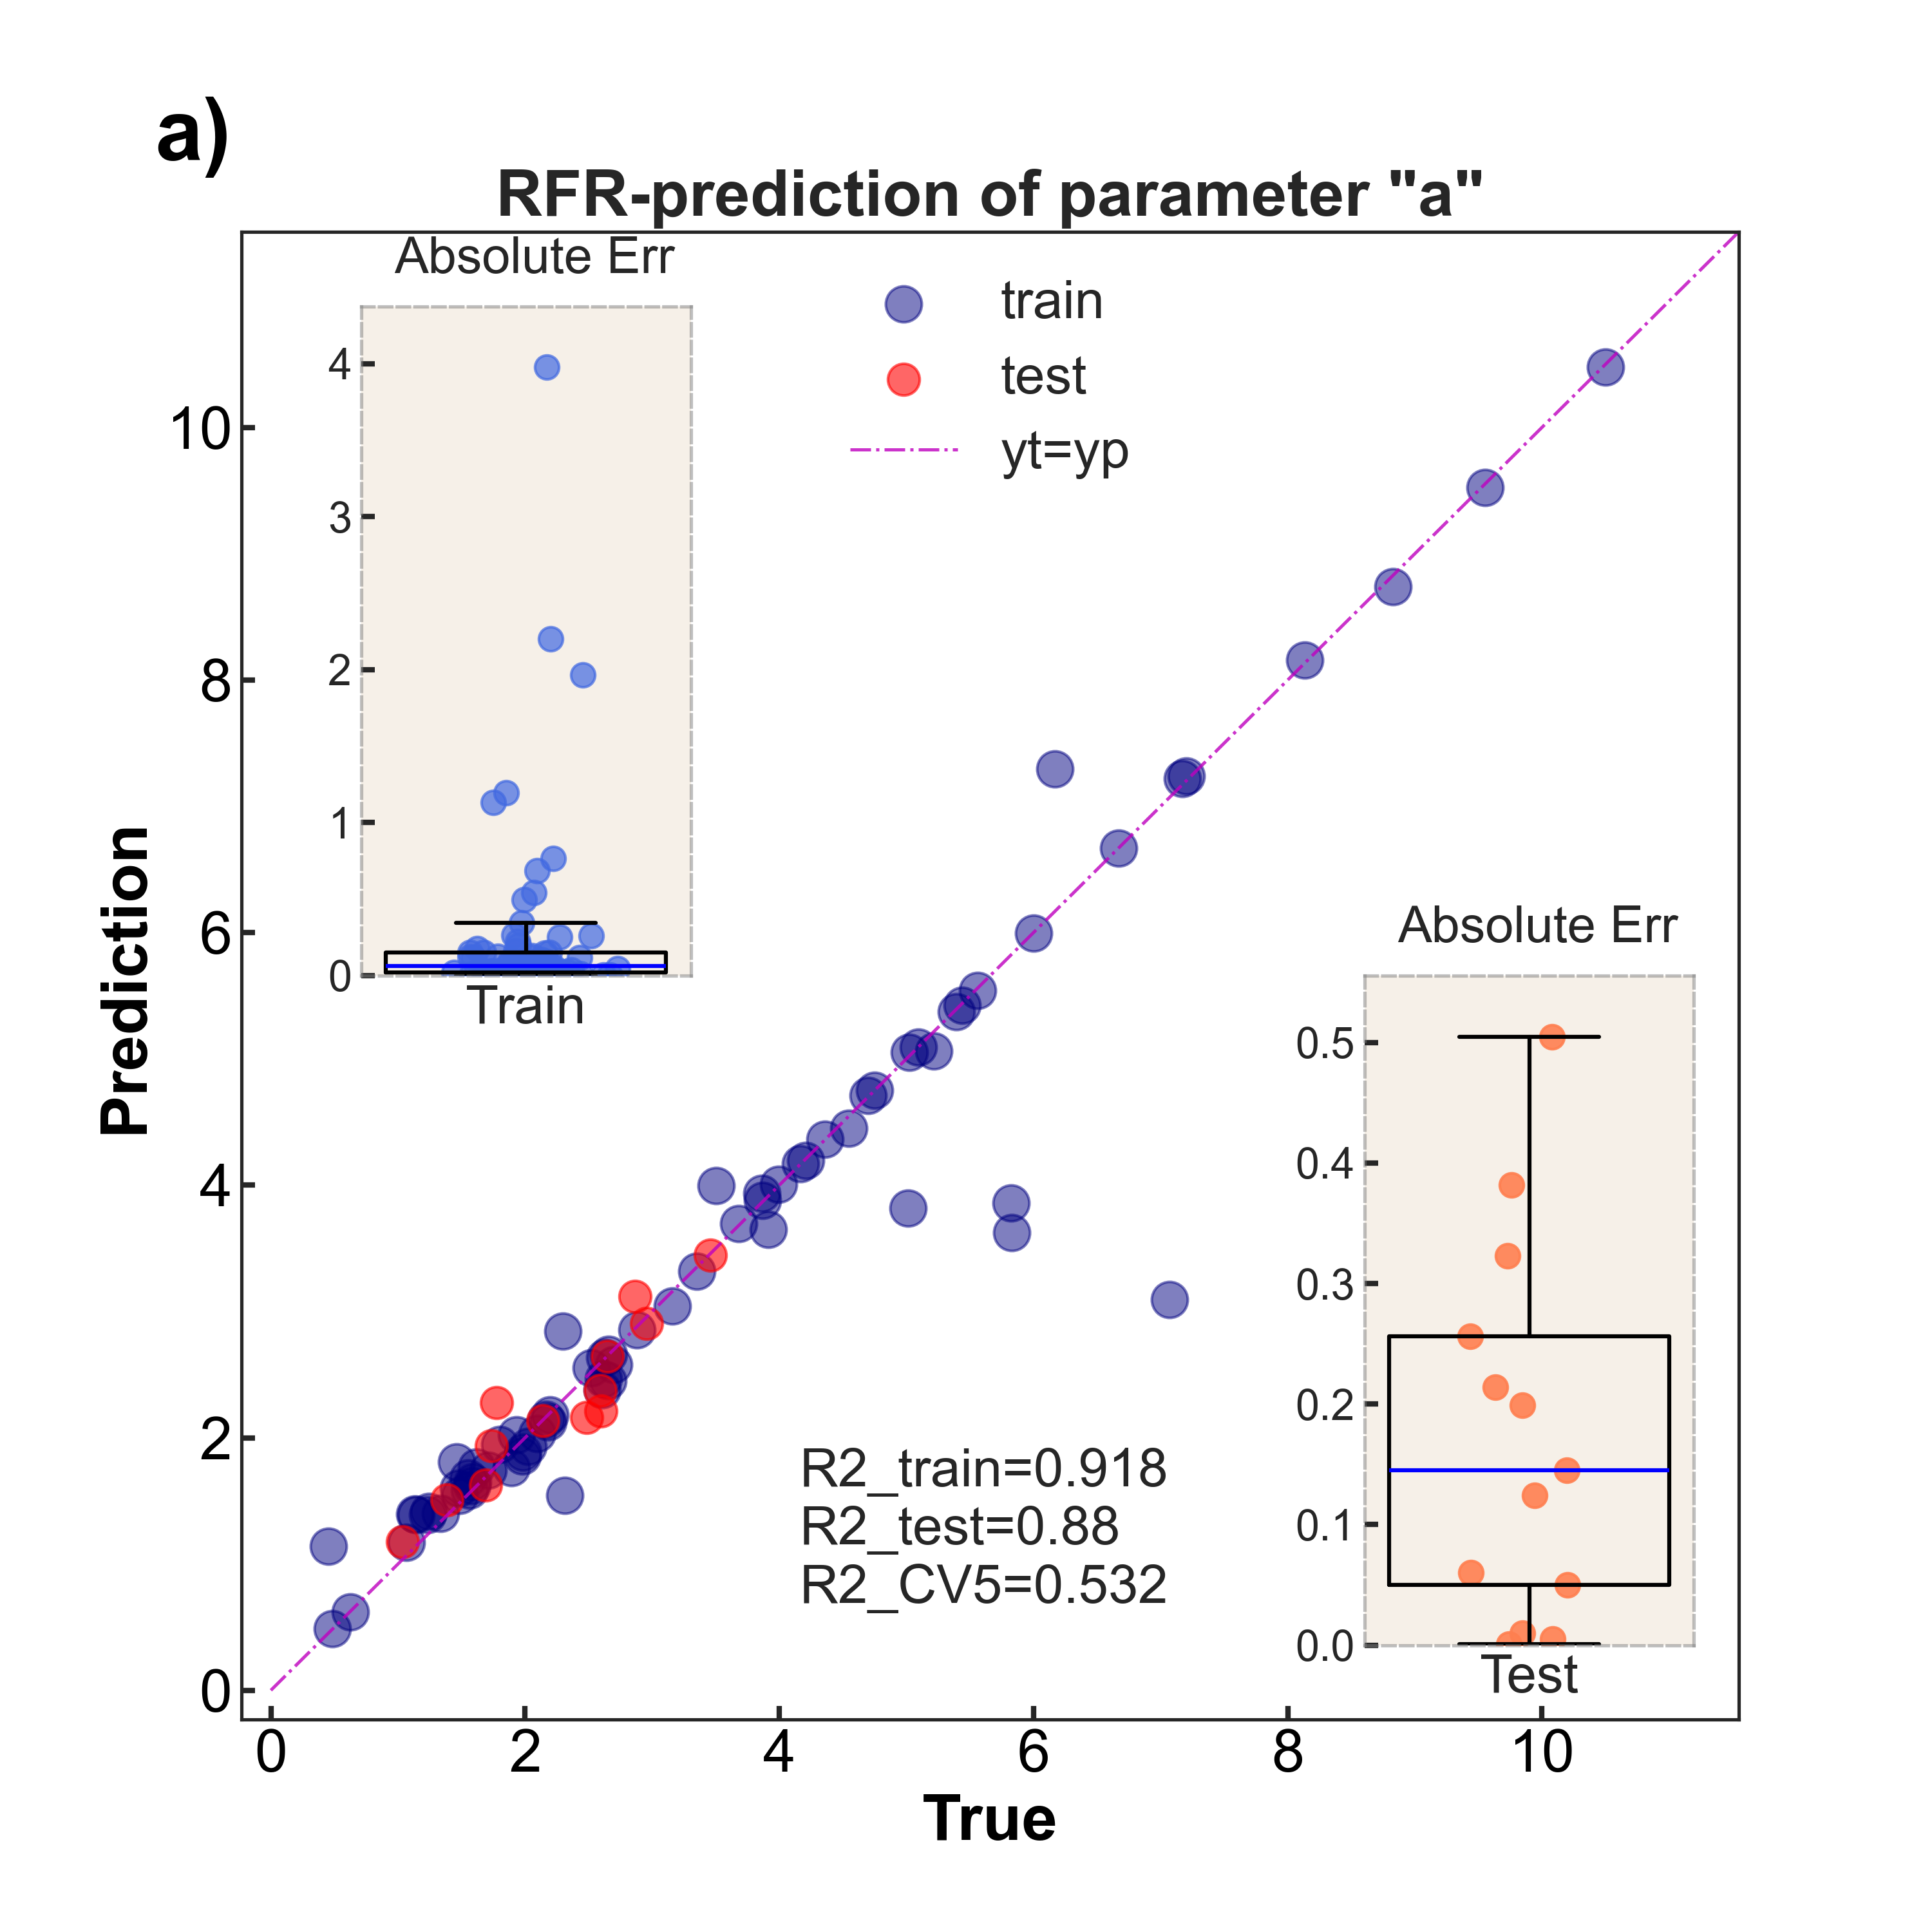 a)
RFR-prediction of parameter "a"
Absolute Err
4
3
2
1
0
Train
train
test
yt=yp
Prediction
10
8
6
4
2
0
Absolute Err
0.5
0.4
0.3
0.2
0.1
0.0
Test
R2_train=0.918
R2_test=0.88
R2_CV5=0.532
0 2 4 6 8 10
True